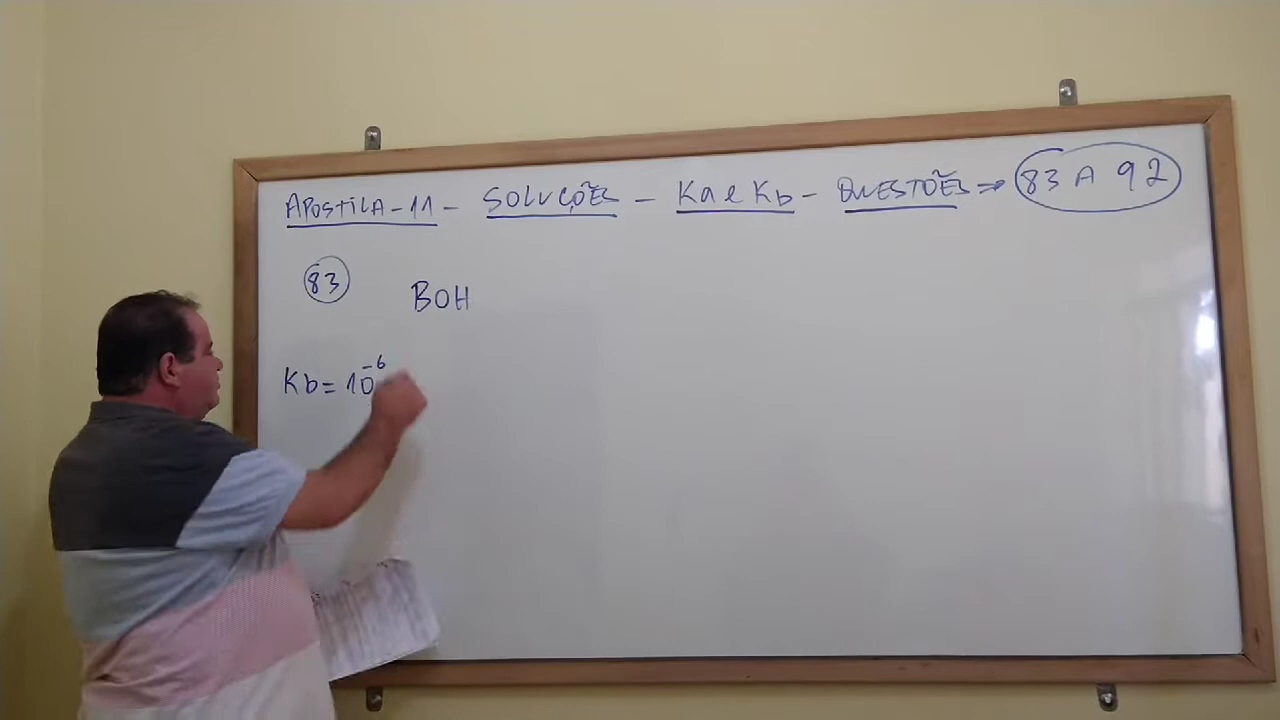 APOSTILA-11 - SOLUÇÕES - Ka e Kb - QUESTÕES => 83 A 92
83 BOH
Kb = 10^-6